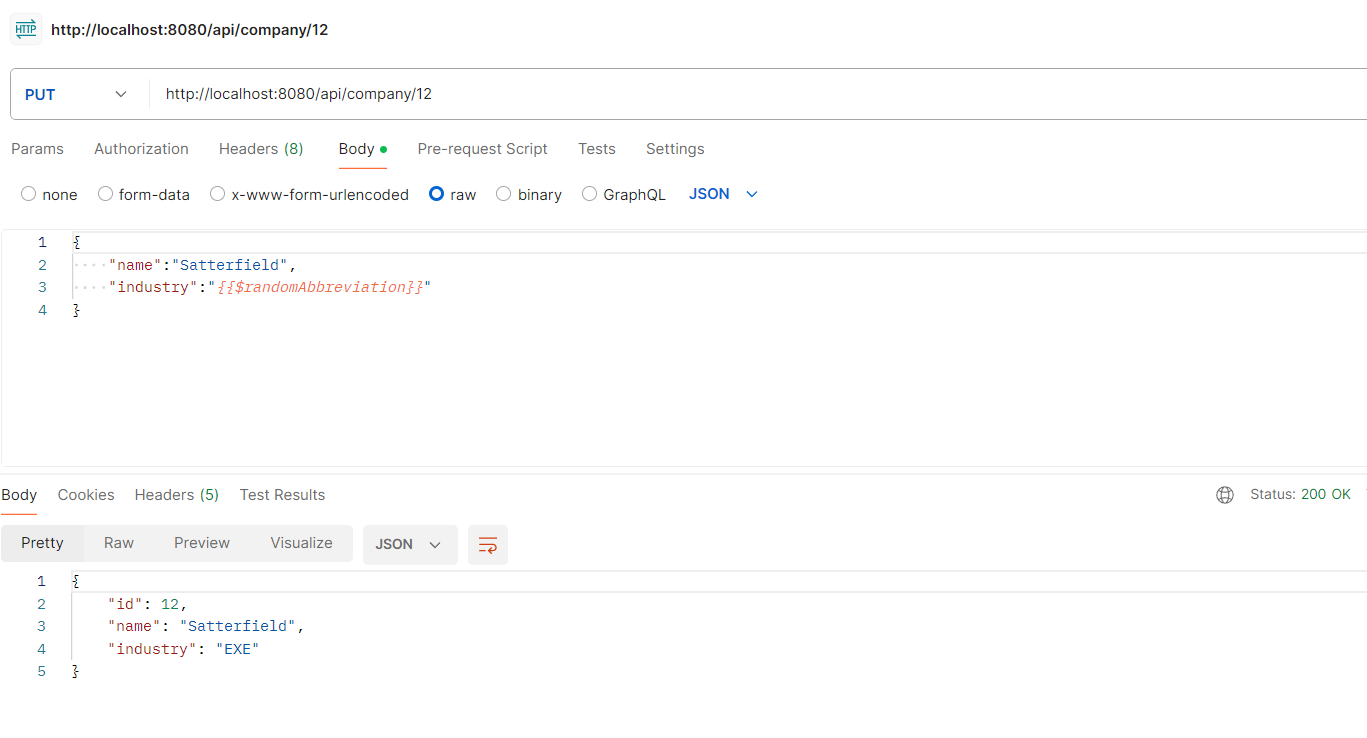 HTTP http://localhost:8080/api/company/12
PUT http://localhost:8080/api/company/12
Params Authorization Headers (8) Body Pre-request Script Tests Settings
none form-data x-www-form-urlencoded raw binary GraphQL JSON
1 {
2 ····"name":"Satterfield",
3 ····"industry":"{{$randomAbbreviation}}"
4 }
Body Cookies Headers (5) Test Results Status: 200 OK
Pretty Raw Preview Visualize JSON
1 {
2 "id": 12,
3 "name": "Satterfield",
4 "industry": "EXE"
5 }